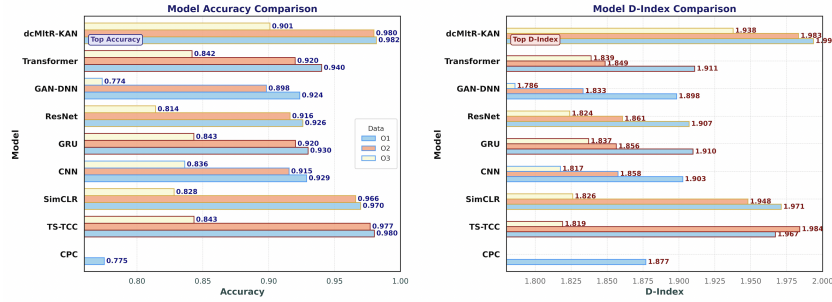 Model Accuracy Comparison
Model
dcMltR-KAN
Transformer
GAN-DNN
ResNet
GRU
CNN
SimCLR
TS-TCC
CPC
Top Accuracy
0.901
0.980
0.982
0.842
0.920
0.940
0.774
0.898
0.924
0.814
0.916
0.926
0.843
0.920
0.930
0.836
0.915
0.929
0.828
0.966
0.970
0.843
0.977
0.980
0.775
Data
O1
O2
O3
0.80 0.85 0.90 0.95 1.00
Accuracy
Model D-Index Comparison
Model
dcMltR-KAN
Transformer
GAN-DNN
ResNet
GRU
CNN
SimCLR
TS-TCC
CPC
Top D-Index
1.938
1.983
1.99
1.839
1.849
1.911
1.786
1.833
1.898
1.824
1.861
1.907
1.837
1.856
1.910
1.817
1.858
1.903
1.826
1.948
1.971
1.819
1.984
1.967
1.877
1.800 1.825 1.850 1.875 1.900 1.925 1.950 1.975 2.000
D-Index